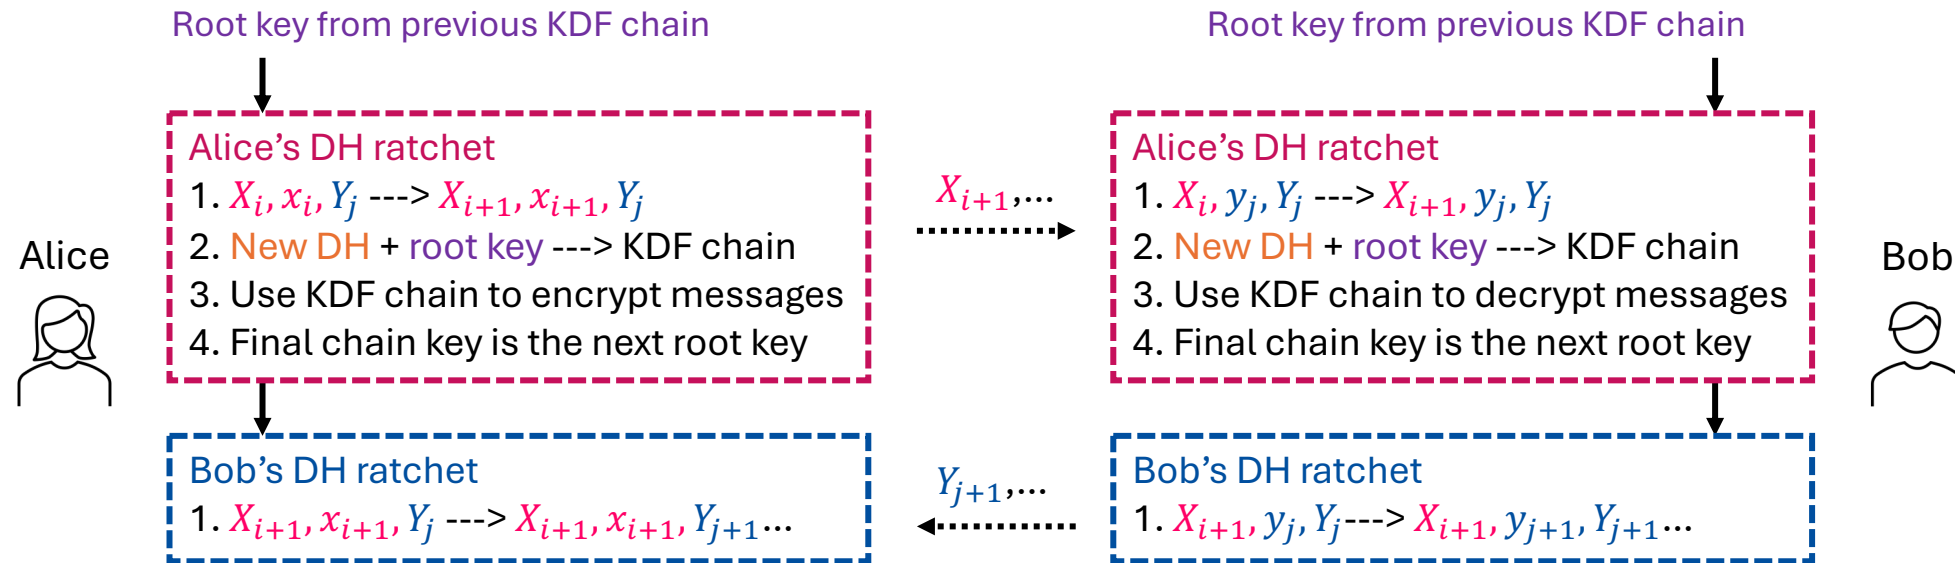 Root key from previous KDF chain
Root key from previous KDF chain
Alice
Alice's DH ratchet
1. Xᵢ, xᵢ, Yⱼ ---> Xᵢ₊₁, xᵢ₊₁, Yⱼ
2. New DH + root key ---> KDF chain
3. Use KDF chain to encrypt messages
4. Final chain key is the next root key
Xᵢ₊₁,...
Alice's DH ratchet
1. Xᵢ, yⱼ, Yⱼ ---> Xᵢ₊₁, yⱼ, Yⱼ
2. New DH + root key ---> KDF chain
3. Use KDF chain to decrypt messages
4. Final chain key is the next root key
Bob
Bob's DH ratchet
1. Xᵢ₊₁, xᵢ₊₁, Yⱼ ---> Xᵢ₊₁, xᵢ₊₁, Yⱼ₊₁...
Yⱼ₊₁,...
Bob's DH ratchet
1. Xᵢ₊₁, yⱼ, Yⱼ---> Xᵢ₊₁, yⱼ₊₁, Yⱼ₊₁...